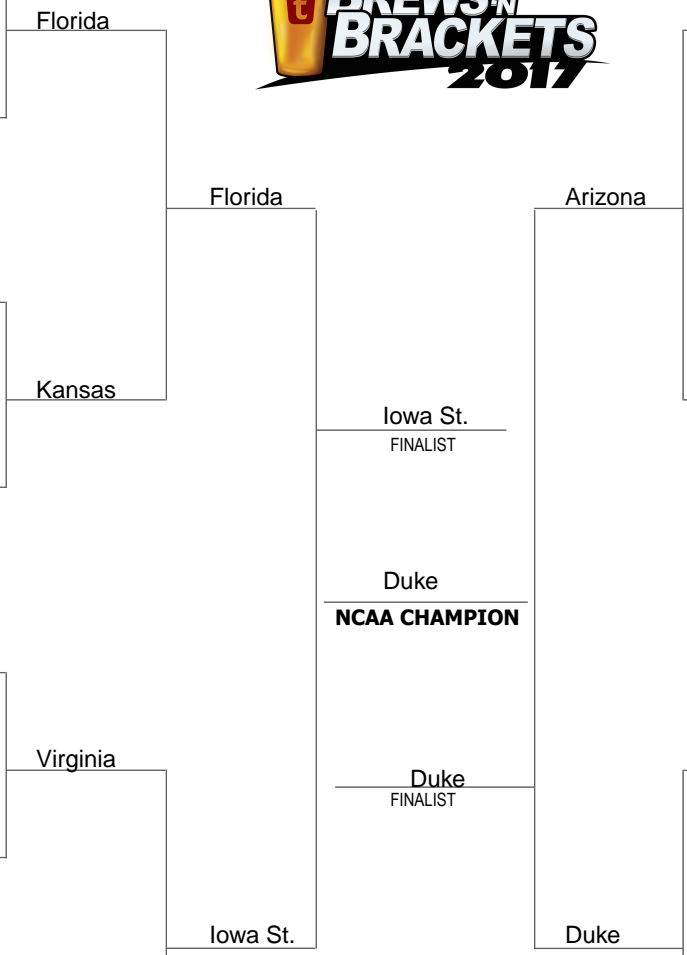 t
BREWS'N
BRACKETS
2017
Florida
Florida
Arizona
Kansas
Iowa St.
FINALIST
Duke
NCAA CHAMPION
Virginia
Duke
FINALIST
Iowa St.
Duke